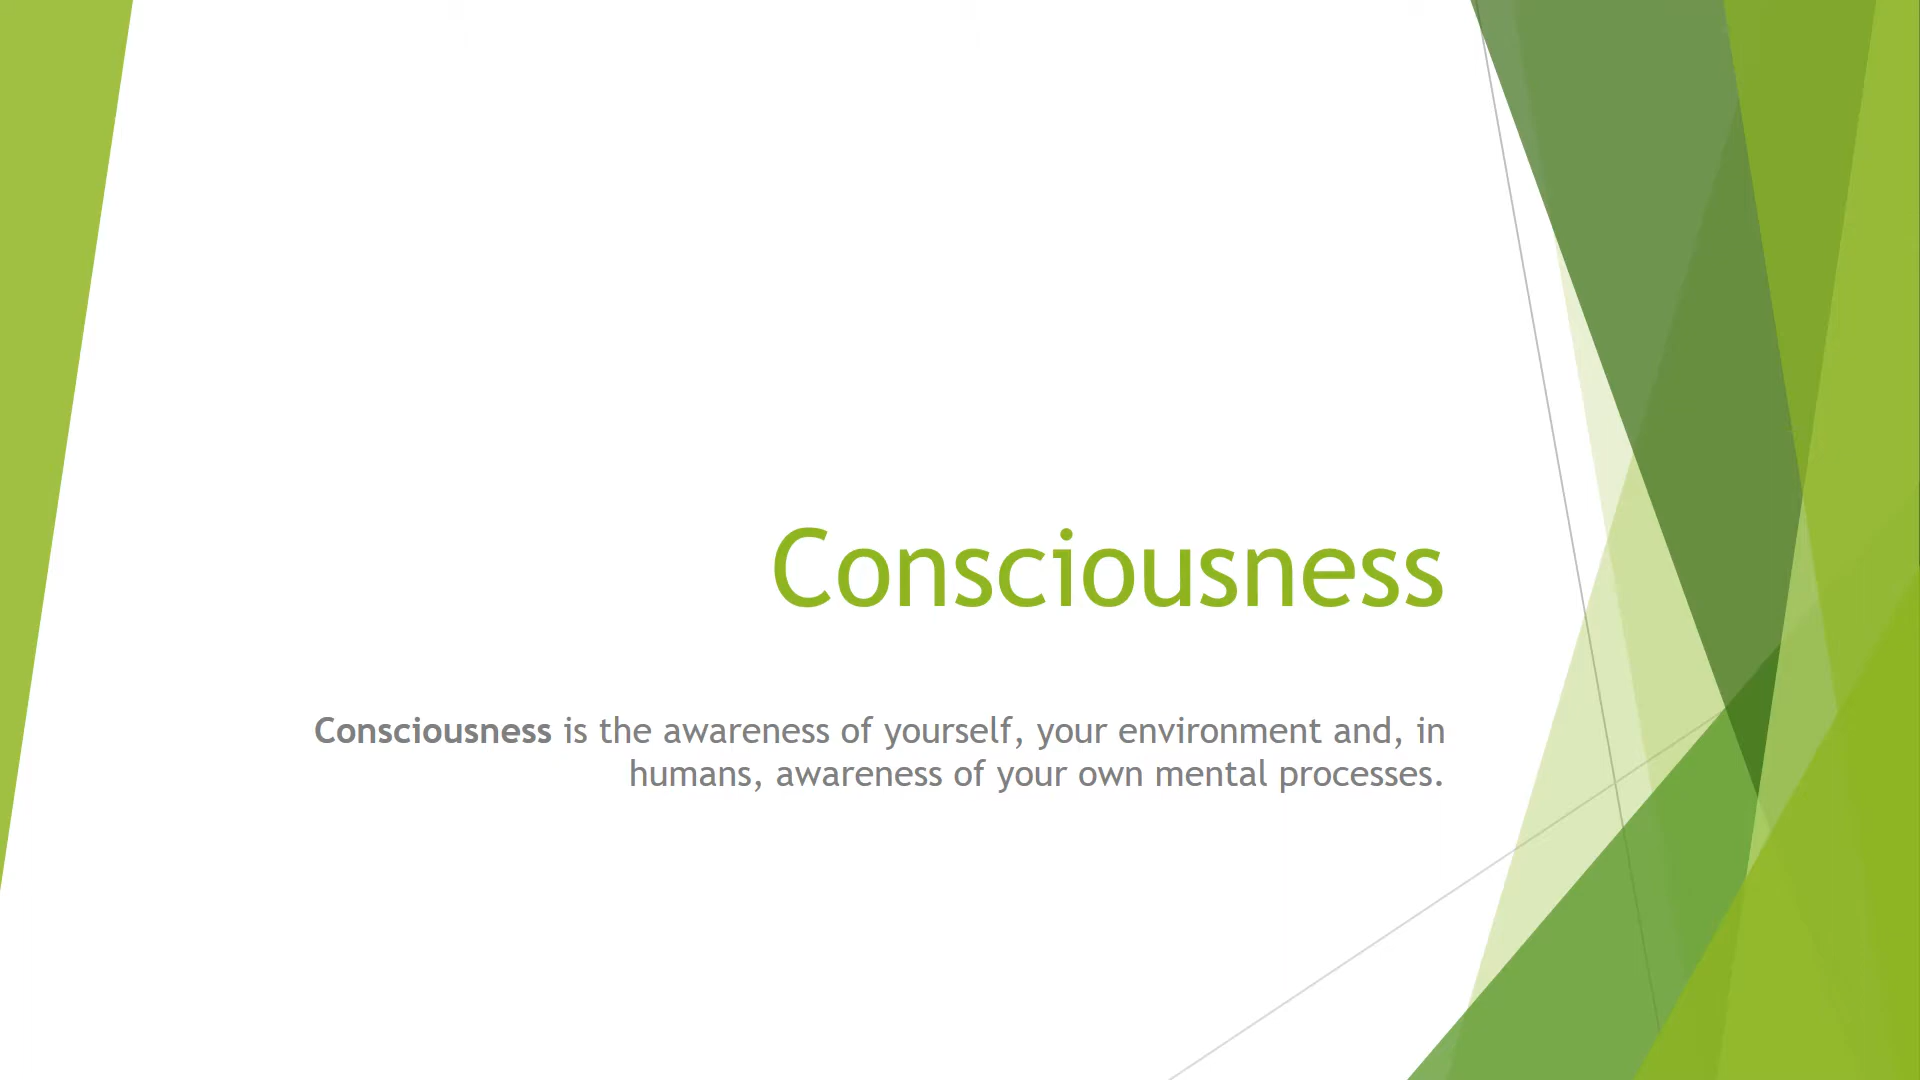 Consciousness
Consciousness is the awareness of yourself, your environment and, in
humans, awareness of your own mental processes.